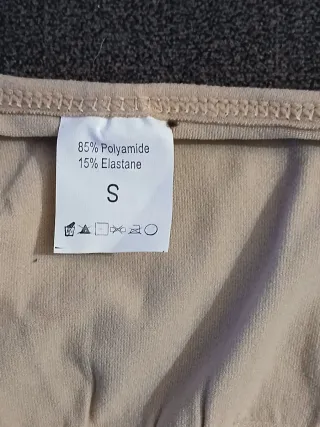 85% Polyamide
15% Elastane
S